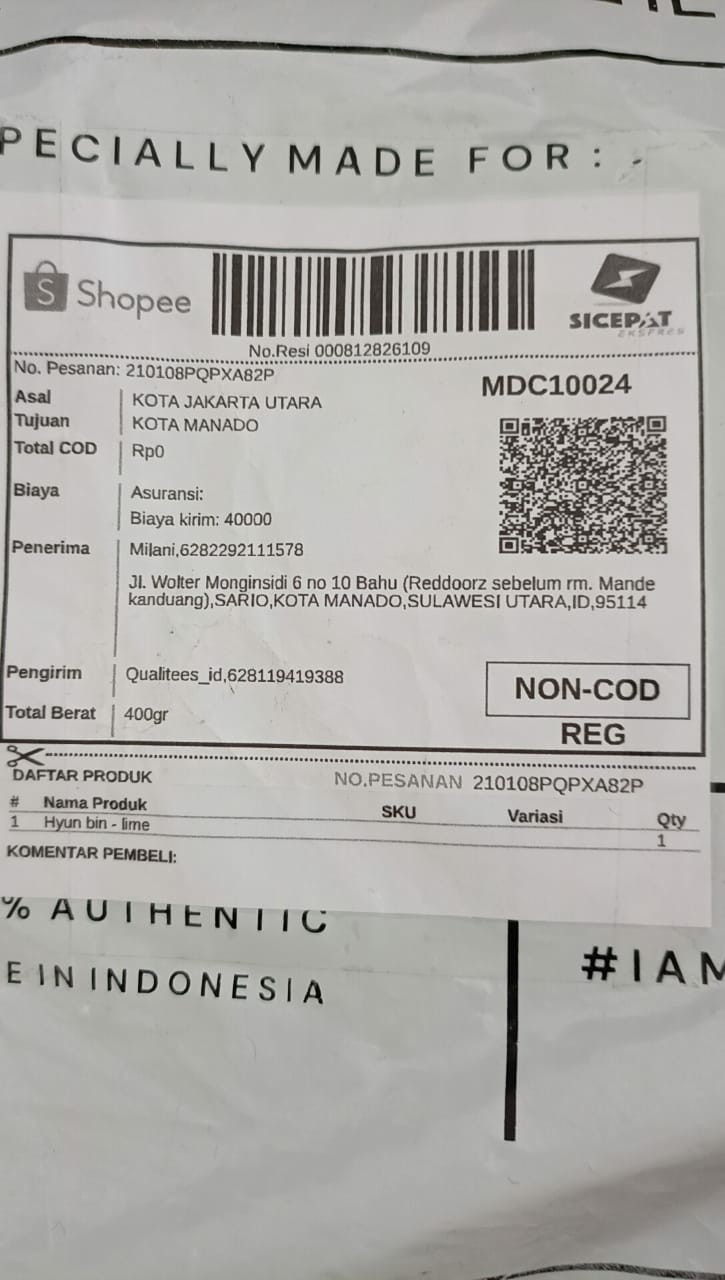 PECIALLY MADE FOR : -
Shopee
SICEPAT
EKSPRES
No.Resi 000812826109
No. Pesanan: 210108PQPXA82P
MDC10024
Asal KOTA JAKARTA UTARA
Tujuan KOTA MANADO
Total COD Rp0
Biaya Asuransi:
Biaya kirim: 40000
Penerima Milani,6282292111578
Jl. Wolter Monginsidi 6 no 10 Bahu (Reddoorz sebelum rm. Mande
kanduang),SARIO,KOTA MANADO,SULAWESI UTARA,ID,95114
Pengirim Qualitees_id,628119419388
NON-COD
Total Berat 400gr
REG
DAFTAR PRODUK NO.PESANAN 210108PQPXA82P
# Nama Produk SKU Variasi Qty
1 Hyun bin - lime 1
KOMENTAR PEMBELI:
% AUTHENTIC
E IN INDONESIA
#IAM